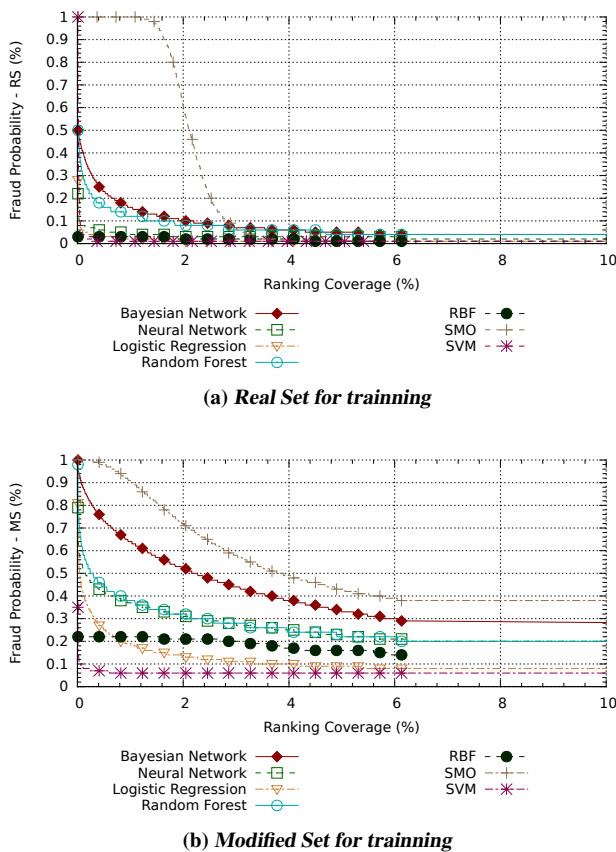 1
0.9
0.8
0.7
0.6
0.5
0.4
0.3
0.2
0.1
0
Fraud Probability - RS (%)
0 2 4 6 8 10
Ranking Coverage (%)
Bayesian Network
Neural Network
Logistic Regression
Random Forest
RBF
SMO
SVM
(a) Real Set for trainning
1
0.9
0.8
0.7
0.6
0.5
0.4
0.3
0.2
0.1
0
Fraud Probability - MS (%)
0 2 4 6 8 10
Ranking Coverage (%)
Bayesian Network
Neural Network
Logistic Regression
Random Forest
RBF
SMO
SVM
(b) Modified Set for trainning